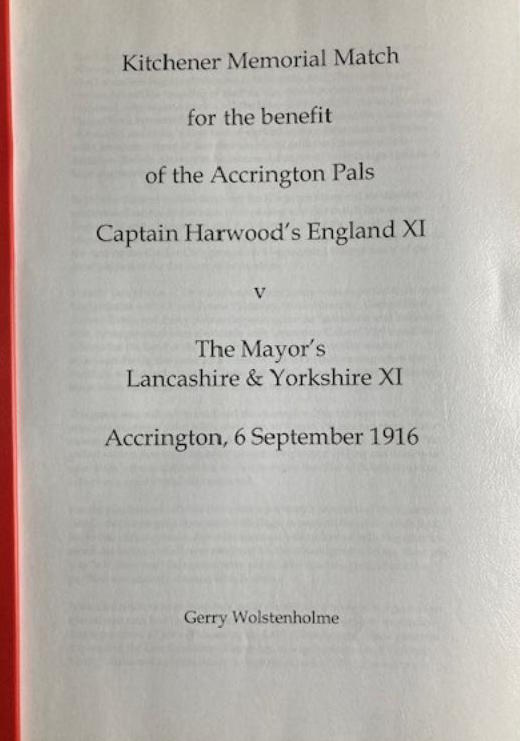 Kitchener Memorial Match
for the benefit
of the Accrington Pals
Captain Harwood's England XI
v
The Mayor's
Lancashire & Yorkshire XI
Accrington, 6 September 1916
Gerry Wolstenholme